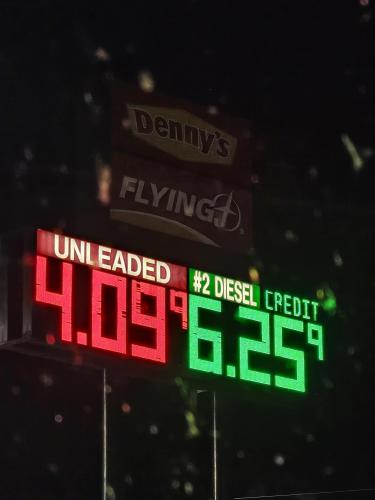 Denny's
FLYING J
UNLEADED #2 DIESEL CREDIT
4.09⁹ 6.25⁹